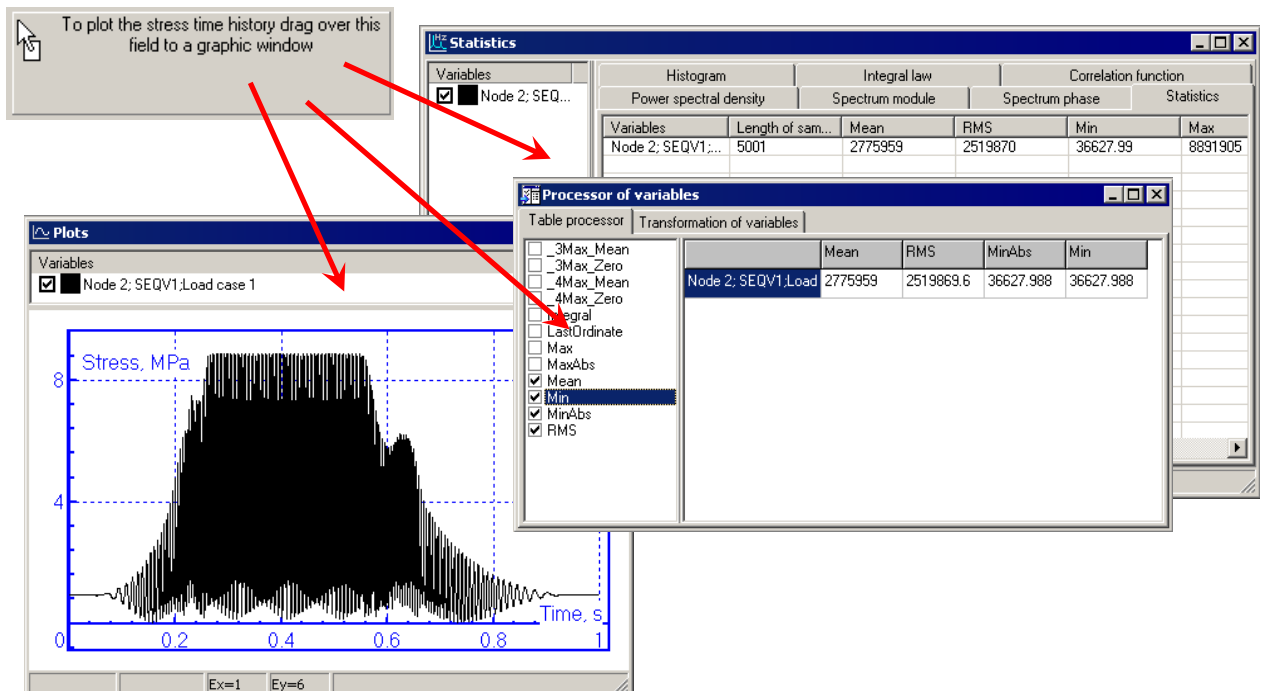 To plot the stress time history drag over this
field to a graphic window
Statistics
Variables
Node 2; SEQ...
Histogram
Integral law
Correlation function
Power spectral density
Spectrum module
Spectrum phase
Statistics
Variables Length of sam... Mean RMS Min Max
Node 2; SEQV1;... 5001 2775959 2519870 36627.99 8891905
Processor of variables
Table processor Transformation of variables
_3Max_Mean
_3Max_Zero
_4Max_Mean
_4Max_Zero
Integral
LastOrdinate
Max
MaxAbs
Mean
Min
MinAbs
RMS
Mean RMS MinAbs Min
Node 2; SEQV1;Load 2775959 2519869.6 36627.988 36627.988
Plots
Variables
Node 2; SEQV1;Load case 1
Stress, MPa
8
4
Time, s
0 0.2 0.4 0.6 0.8 1
Ex=1 Ey=6